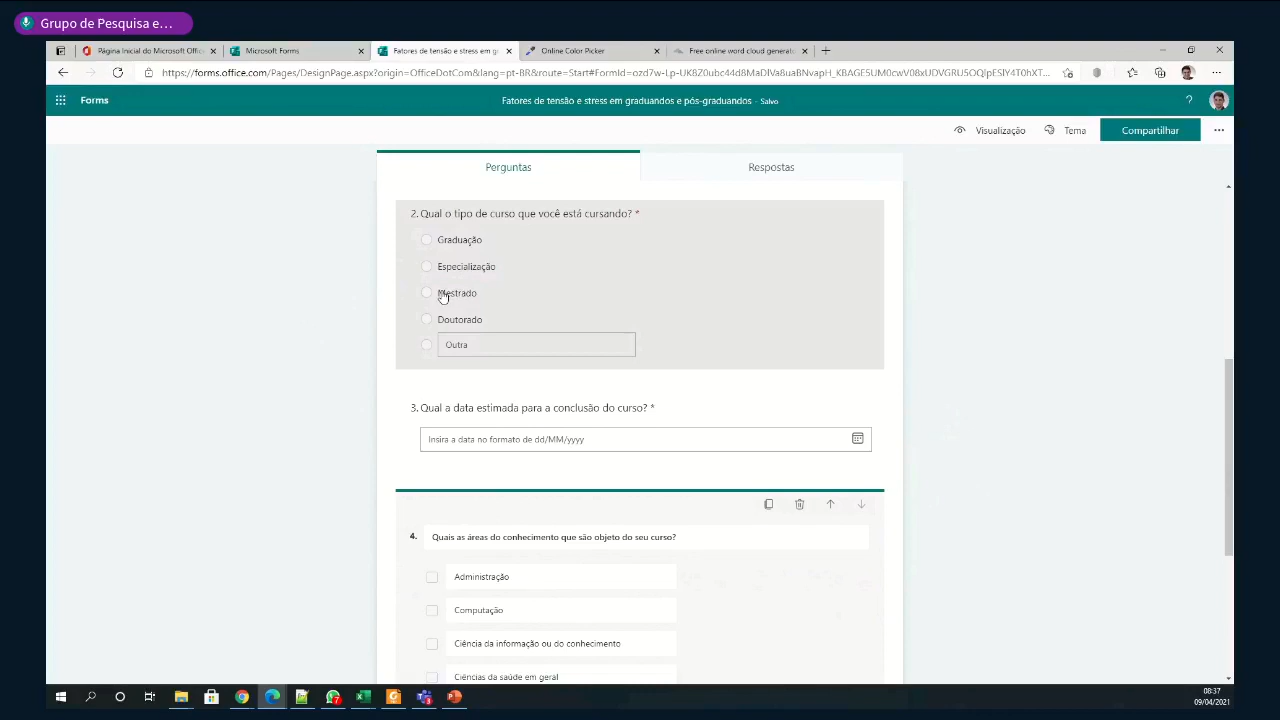 Grupo de Pesquisa e...
Página Inicial do Microsoft Offic
Microsoft Forms
Fatores de tensão e stress em gr
Online Color Picker
Free online word cloud generato
Forms
Fatores de tensão e stress em graduandos e pós-graduandos - Salvo
?
Visualização
Tema
Compartilhar
Perguntas
Respostas
2. Qual o tipo de curso que você está cursando? *
Graduação
Especialização
Mestrado
Doutorado
Outra
3. Qual a data estimada para a conclusão do curso? *
Insira a data no formato de dd/MM/yyyy
4. Quais as áreas do conhecimento que são objeto do seu curso?
Administração
Computação
Ciência da informação ou do conhecimento
Ciências da saúde em geral
08:37
09/04/2021